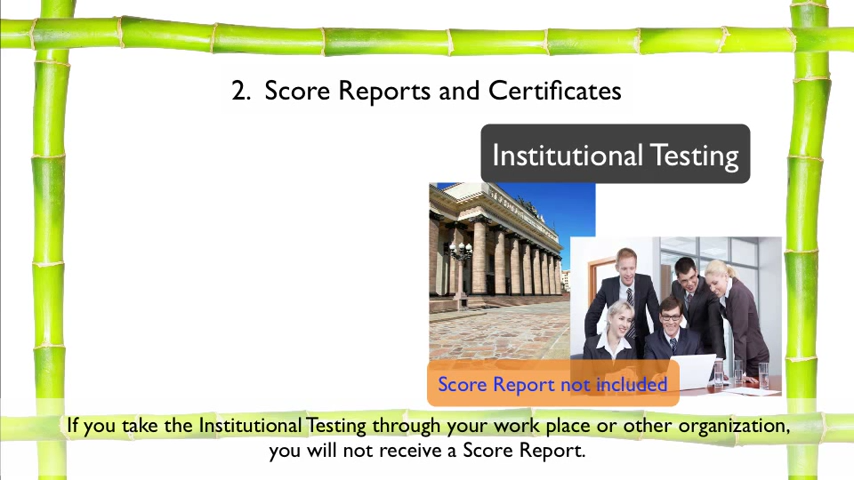 2. Score Reports and Certificates
Institutional Testing
Score Report not included
If you take the Institutional Testing through your work place or other organization,
you will not receive a Score Report.